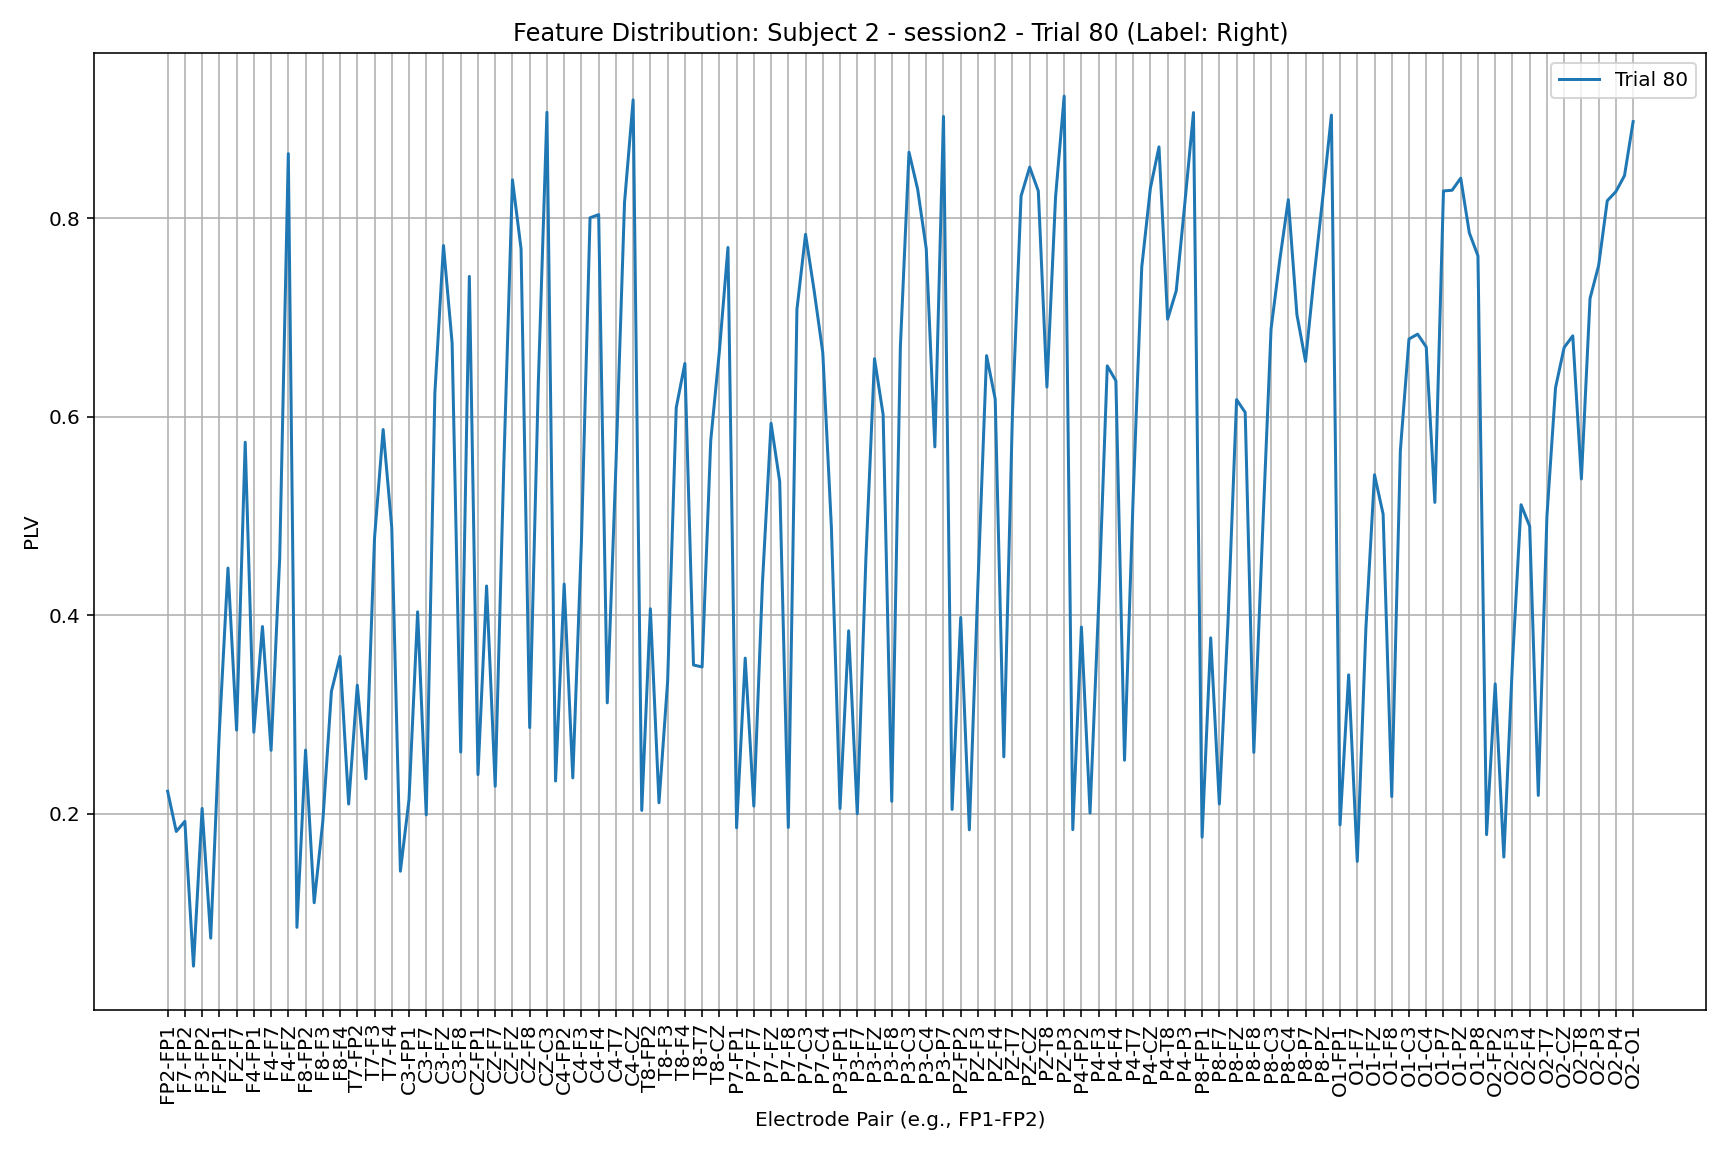 Feature Distribution: Subject 2 - session2 - Trial 80 (Label: Right)
Trial 80
PLV
0.8
0.6
0.4
0.2
FP2-FP1
F7-FP2
F3-FP2
FZ-FP1
FZ-F7
F4-FP1
F4-F7
F4-FZ
F8-FP2
F8-F3
F8-F4
T7-FP2
T7-F3
T7-F4
C3-FP1
C3-F7
C3-FZ
C3-F8
CZ-FP1
CZ-F7
CZ-FZ
CZ-F8
CZ-C3
C4-FP2
C4-F3
C4-F4
C4-T7
C4-CZ
T8-FP2
T8-F3
T8-F4
T8-T7
T8-CZ
P7-FP1
P7-F7
P7-FZ
P7-F8
P7-C3
P7-C4
P3-FP1
P3-F7
P3-FZ
P3-F8
P3-C3
P3-C4
P3-P7
PZ-FP2
PZ-F3
PZ-F4
PZ-T7
PZ-CZ
PZ-T8
PZ-P3
P4-FP2
P4-F3
P4-F4
P4-T7
P4-CZ
P4-T8
P4-P3
P8-FP1
P8-F7
P8-FZ
P8-F8
P8-C3
P8-C4
P8-P7
P8-PZ
O1-FP1
O1-F7
O1-FZ
O1-F8
O1-C3
O1-C4
O1-P7
O1-PZ
O1-P8
O2-FP2
O2-F3
O2-F4
O2-T7
O2-CZ
O2-T8
O2-P3
O2-P4
O2-O1
Electrode Pair (e.g., FP1-FP2)